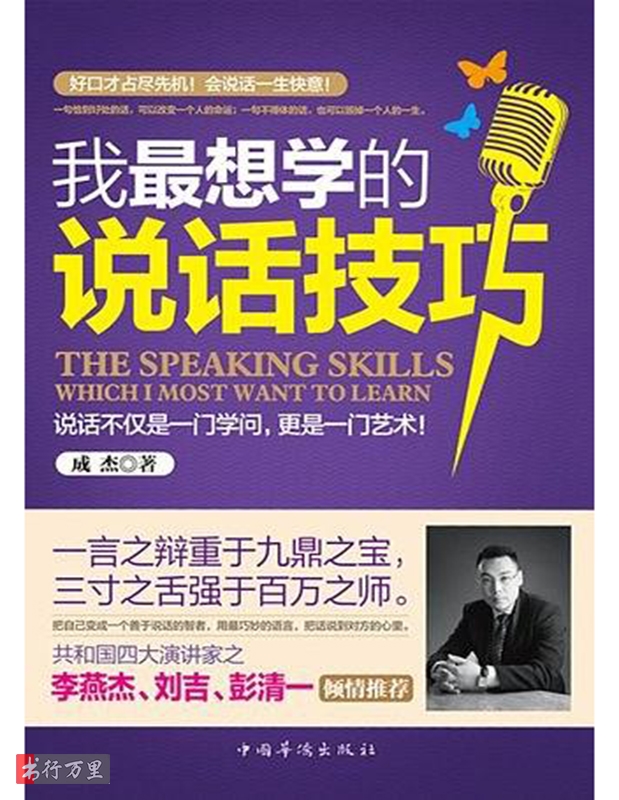 好口才占尽先机！会说话一生快意！
一句恰到好处的话，可以改变一个人的命运；一句不得体的话，也可以毁掉一个人的一生。
我最想学的
说话技巧
THE SPEAKING SKILLS
WHICH I MOST WANT TO LEARN
说话不仅是一门学问，更是一门艺术！
成 杰◎著
一言之辩重于九鼎之宝，
三寸之舌强于百万之师。
把自己变成一个善于说话的智者，用最巧妙的语言，把话说到对方的心里。
共和国四大演讲家之
李燕杰、刘吉、彭清一 倾情推荐
中国华侨出版社
书行万里